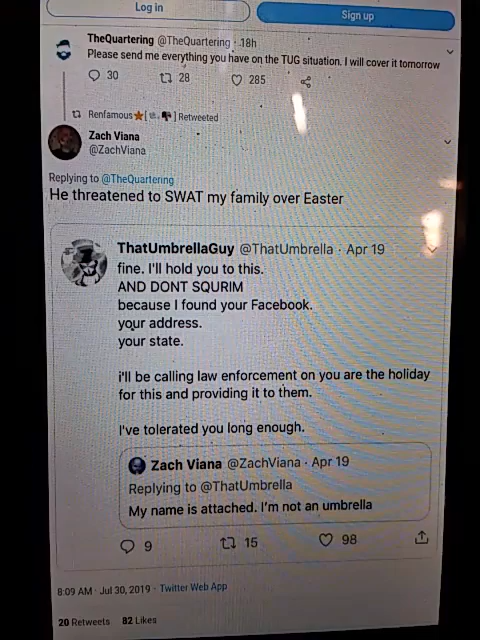 Log in
Sign up
TheQuartering @TheQuartering · 18h
Please send me everything you have on the TUG situation. I will cover it tomorrow
30
28
285
Renfamous Retweeted
Zach Viana
@ZachViana
Replying to @TheQuartering
He threatened to SWAT my family over Easter
ThatUmbrellaGuy @ThatUmbrella · Apr 19
fine. I'll hold you to this.
AND DONT SQURIM
because I found your Facebook.
your address.
your state.
i'll be calling law enforcement on you are the holiday
for this and providing it to them.
I've tolerated you long enough.
Zach Viana @ZachViana · Apr 19
Replying to @ThatUmbrella
My name is attached. I'm not an umbrella
9
15
98
8:09 AM · Jul 30, 2019 · Twitter Web App
20 Retweets 82 Likes